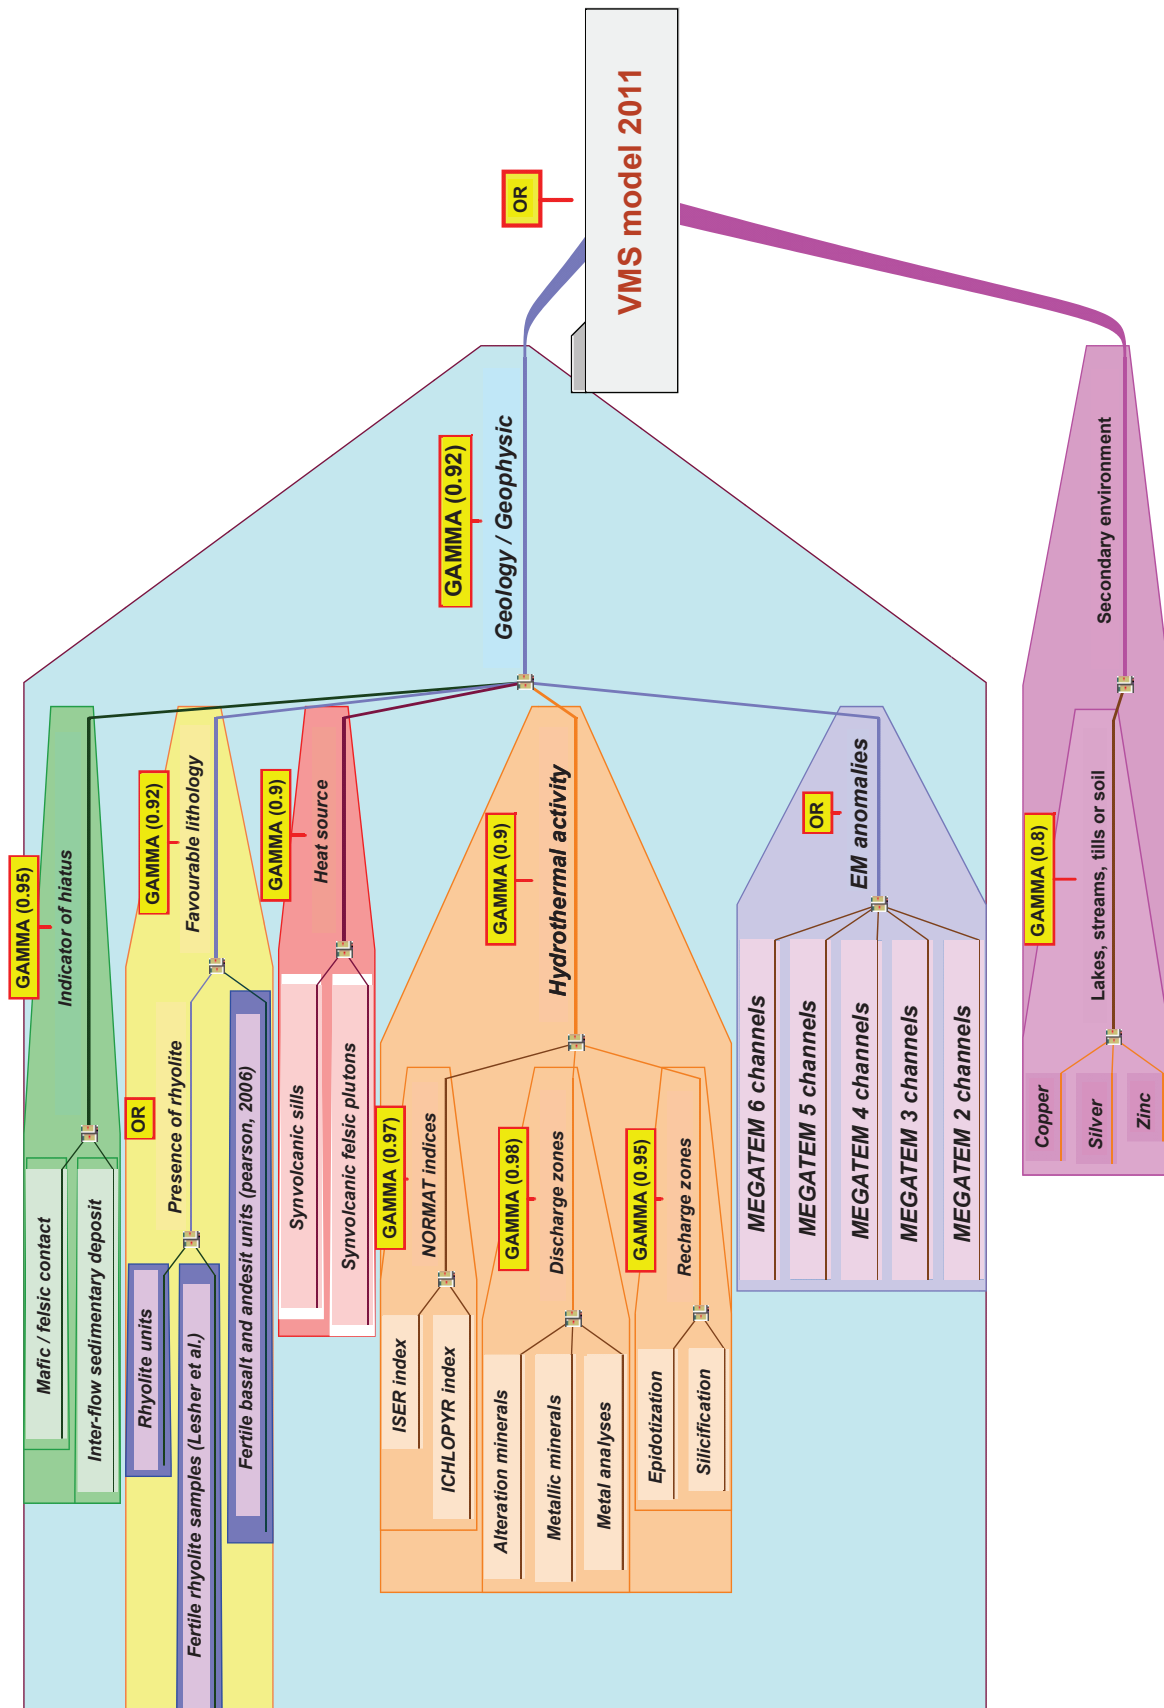 VMS model 2011
OR
Geology / Geophysic
GAMMA (0.92)
Indicator of hiatus
GAMMA (0.95)
Mafic / felsic contact
Inter-flow sedimentary deposit
Favourable lithology
GAMMA (0.92)
Presence of rhyolite
OR
Rhyolite units
Fertile rhyolite samples (Lesher et al.)
Fertile basalt and andesit units (pearson, 2006)
Heat source
GAMMA (0.9)
Synvolcanic sills
Synvolcanic felsic plutons
Hydrothermal activity
GAMMA (0.9)
NORMAT indices
GAMMA (0.97)
ISER index
ICHLOPYR index
Discharge zones
GAMMA (0.98)
Alteration minerals
Metallic minerals
Metal analyses
Recharge zones
GAMMA (0.95)
Epidotization
Silicification
EM anomalies
OR
MEGATEM 6 channels
MEGATEM 5 channels
MEGATEM 4 channels
MEGATEM 3 channels
MEGATEM 2 channels
Secondary environment
Lakes, streams, tills or soil
GAMMA (0.8)
Copper
Silver
Zinc